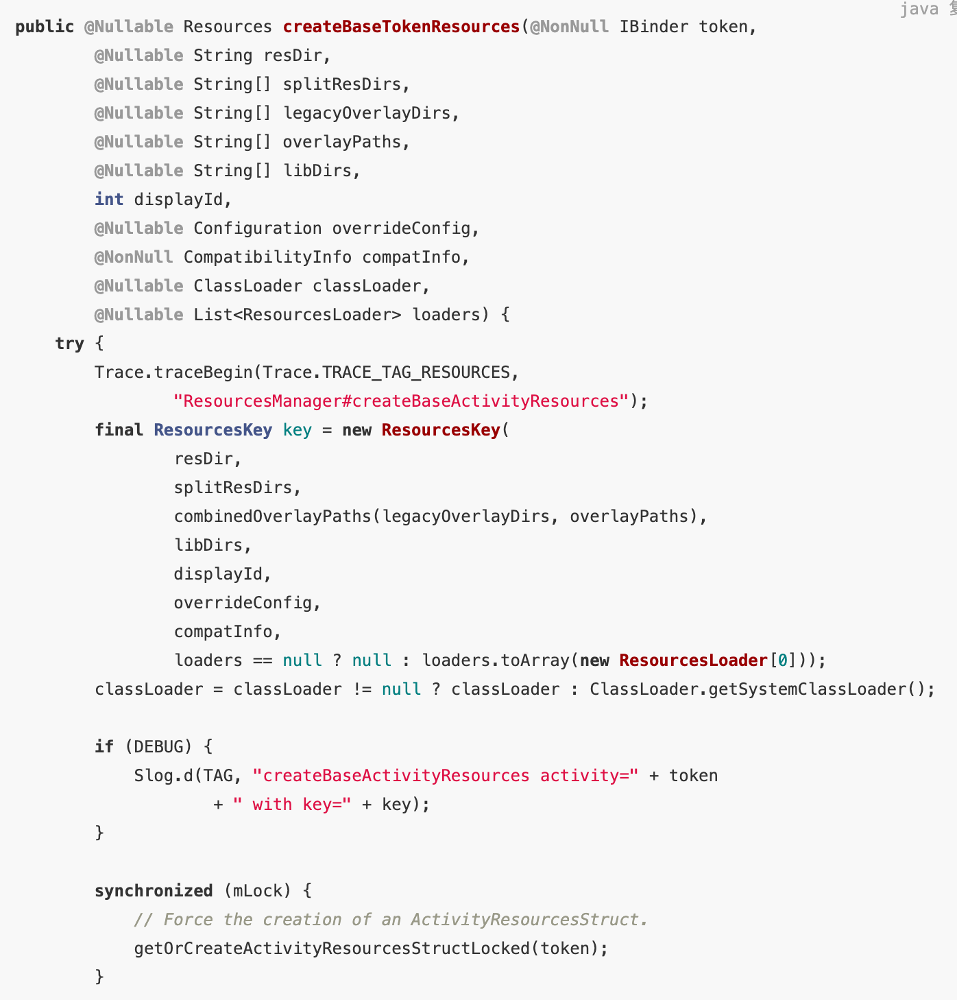 java
public @Nullable Resources createBaseTokenResources(@NonNull IBinder token,
        @Nullable String resDir,
        @Nullable String[] splitResDirs,
        @Nullable String[] legacyOverlayDirs,
        @Nullable String[] overlayPaths,
        @Nullable String[] libDirs,
        int displayId,
        @Nullable Configuration overrideConfig,
        @NonNull CompatibilityInfo compatInfo,
        @Nullable ClassLoader classLoader,
        @Nullable List<ResourcesLoader> loaders) {
    try {
        Trace.traceBegin(Trace.TRACE_TAG_RESOURCES,
                "ResourcesManager#createBaseActivityResources");
        final ResourcesKey key = new ResourcesKey(
                resDir,
                splitResDirs,
                combinedOverlayPaths(legacyOverlayDirs, overlayPaths),
                libDirs,
                displayId,
                overrideConfig,
                compatInfo,
                loaders == null ? null : loaders.toArray(new ResourcesLoader[0]));
        classLoader = classLoader != null ? classLoader : ClassLoader.getSystemClassLoader();
        if (DEBUG) {
            Slog.d(TAG, "createBaseActivityResources activity=" + token
                    + " with key=" + key);
        }
        synchronized (mLock) {
            // Force the creation of an ActivityResourcesStruct.
            getOrCreateActivityResourcesStructLocked(token);
        }